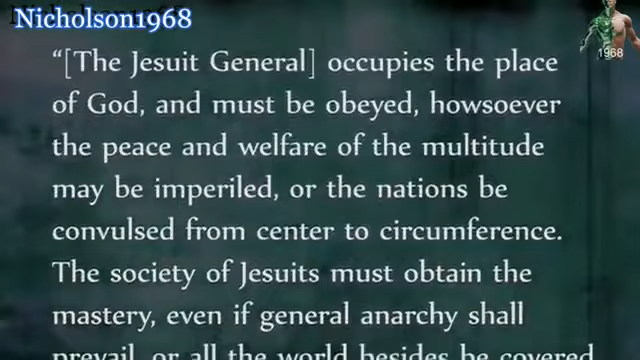 Nicholson1968
1968
“[The Jesuit General] occupies the place
of God, and must be obeyed, howsoever
the peace and welfare of the multitude
may be imperiled, or the nations be
convulsed from center to circumference.
The society of Jesuits must obtain the
mastery, even if general anarchy shall
prevail, or all the world besides be covered